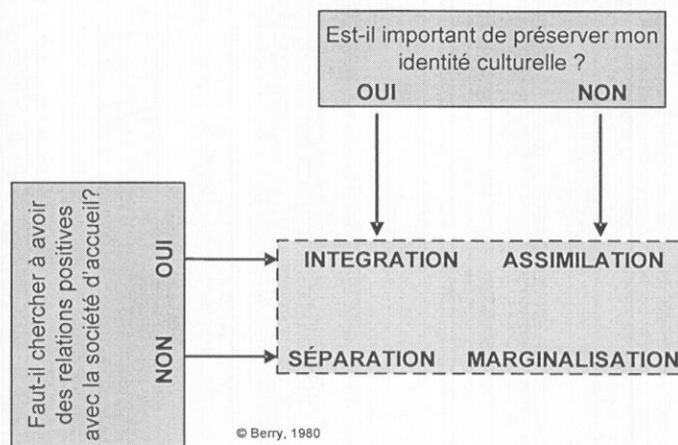 Est-il important de préserver mon
identité culturelle ?
OUI NON
Faut-il chercher à avoir
des relations positives
avec la société d'accueil?
OUI
NON
INTEGRATION ASSIMILATION
SÉPARATION MARGINALISATION
© Berry, 1980